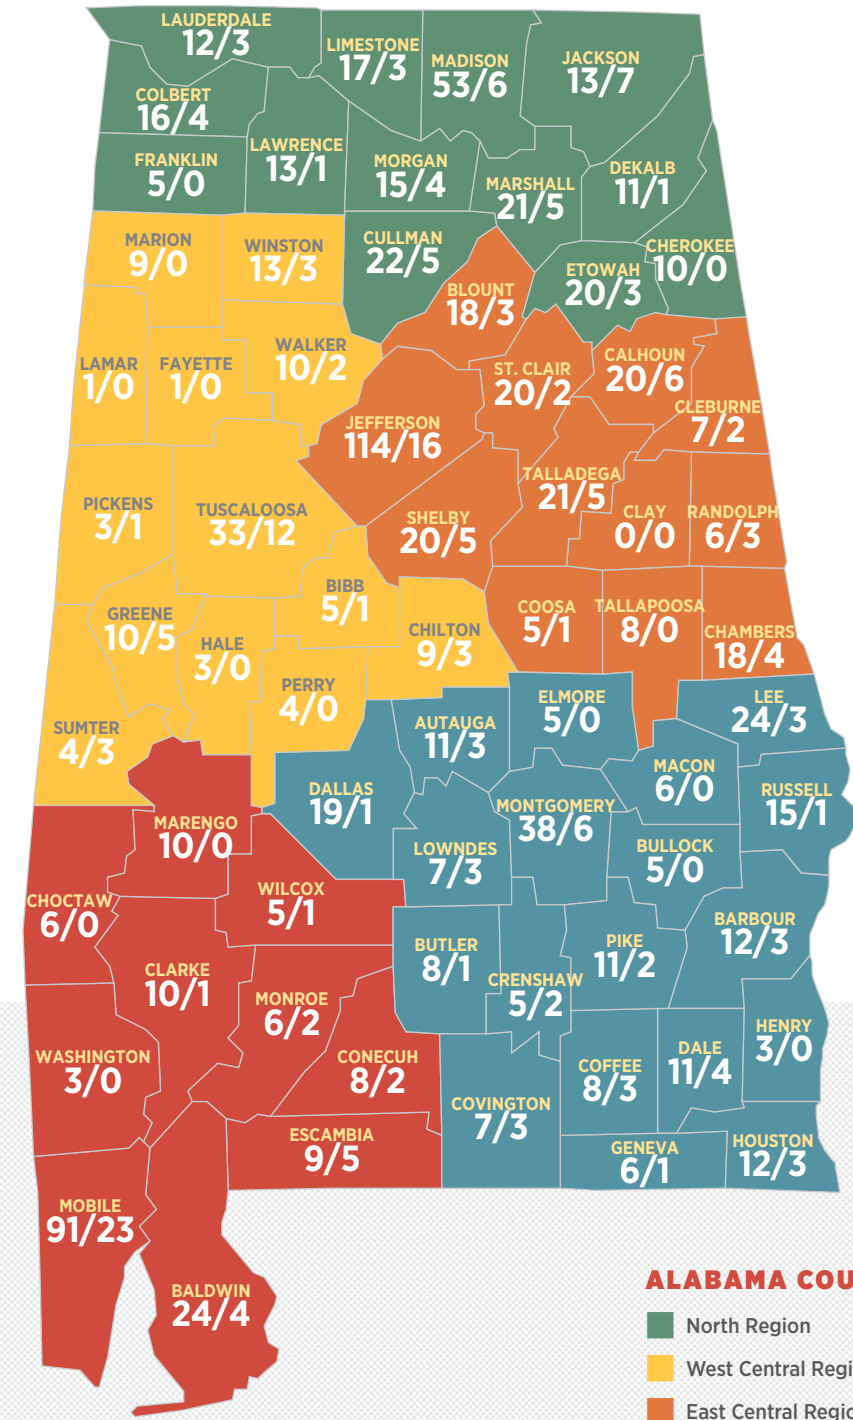 LAUDERDALE
12/3
LIMESTONE
17/3
MADISON
53/6
JACKSON
13/7
COLBERT
16/4
LAWRENCE
13/1
FRANKLIN
5/0
MORGAN
15/4
MARSHALL
21/5
DEKALB
11/1
CULLMAN
22/5
ETOWAH
20/3
CHEROKEE
10/0
MARION
9/0
WINSTON
13/3
BLOUNT
18/3
LAMAR
1/0
FAYETTE
1/0
WALKER
10/2
ST. CLAIR
20/2
CALHOUN
20/6
CLEBURNE
7/2
JEFFERSON
114/16
TALLADEGA
21/5
PICKENS
3/1
TUSCALOOSA
33/12
SHELBY
20/5
CLAY
0/0
RANDOLPH
6/3
BIBB
5/1
GREENE
10/5
HALE
3/0
CHILTON
9/3
COOSA
5/1
TALLAPOOSA
8/0
CHAMBERS
18/4
PERRY
4/0
SUMTER
4/3
AUTAUGA
11/3
ELMORE
5/0
LEE
24/3
MACON
6/0
RUSSELL
15/1
DALLAS
19/1
MONTGOMERY
38/6
MARENGO
10/0
LOWNDES
7/3
BULLOCK
5/0
CHOCTAW
6/0
WILCOX
5/1
BARBOUR
12/3
BUTLER
8/1
CRENSHAW
5/2
PIKE
11/2
CLARKE
10/1
MONROE
6/2
HENRY
3/0
WASHINGTON
3/0
CONECUH
8/2
COFFEE
8/3
DALE
11/4
COVINGTON
7/3
ESCAMBIA
9/5
GENEVA
6/1
HOUSTON
12/3
MOBILE
91/23
BALDWIN
24/4
ALABAMA COU
North Region
West Central Regi
East Central Regio